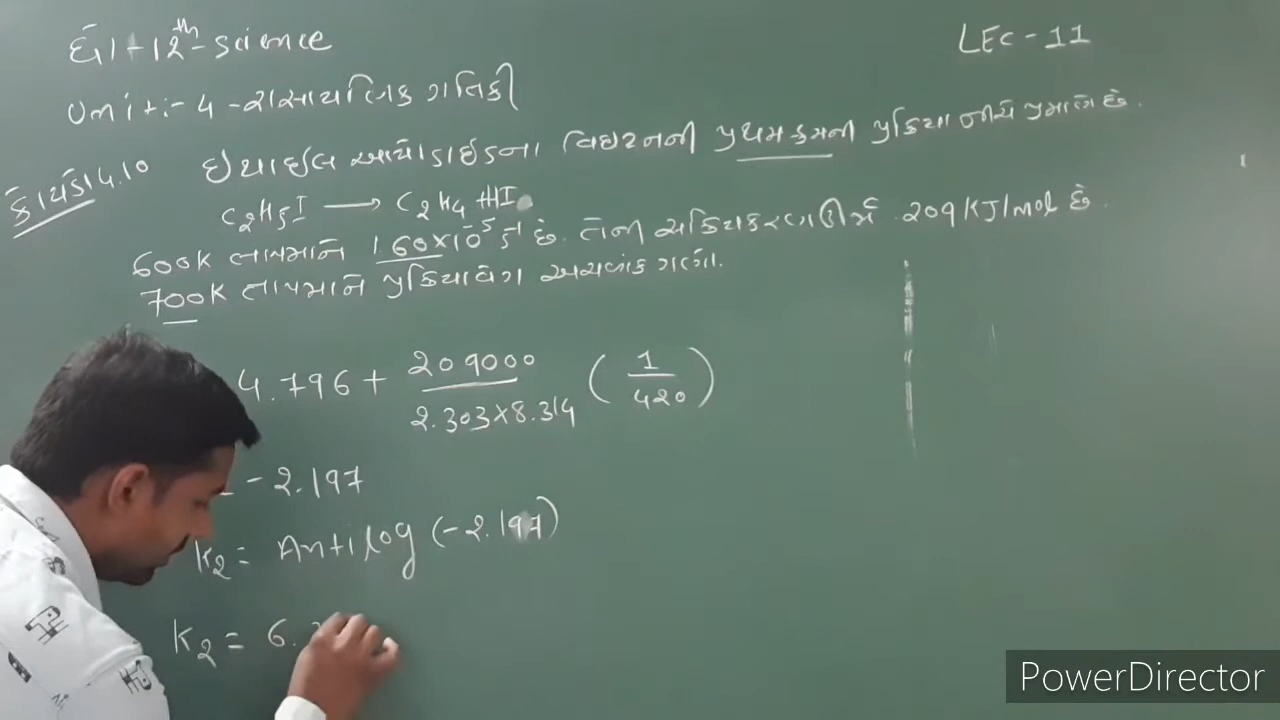 ધો - 12th - Science
LEC - 11
Unit :- 4 - રાસાયણિક ગતિકી
કોયડો 4.10 ઇથાઇલ આયોડાઇડના વિઘટનની પ્રથમક્રમની પ્રક્રિયા નીચે પ્રમાણે છે.
C2H5I → C2H4 + HI
600K તાપમાને 1.60×10-5 S-1 છે. તેની સક્રિયકરણ ઊર્જા 209 KJ/mol છે.
700K તાપમાને પ્રક્રિયાવેગ અચળાંક ગણો.
4.796 + 209000 / 2.303×8.314 (1/420)
- 2.197
K2 = Antilog (-2.197)
K2 = 6.
PowerDirector